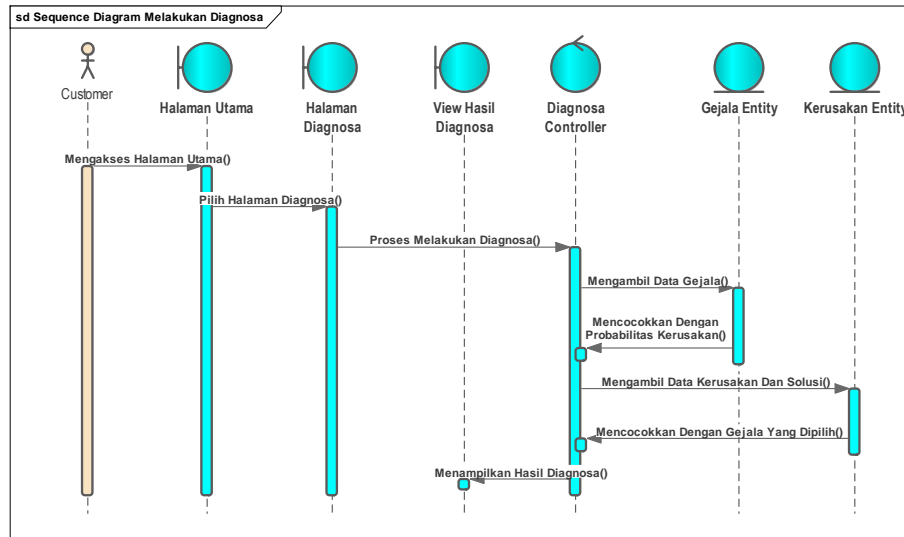 sd Sequence Diagram Melakukan Diagnosa
Customer
Halaman Utama
Halaman
Diagnosa
View Hasil
Diagnosa
Diagnosa
Controller
Gejala Entity
Kerusakan Entity
Mengakses Halaman Utama()
Pilih Halaman Diagnosa()
Proses Melakukan Diagnosa()
Mengambil Data Gejala()
Mencocokkan Dengan
Probabilitas Kerusakan()
Mengambil Data Kerusakan Dan Solusi()
Mencocokkan Dengan Gejala Yang Dipilih()
Menampilkan Hasil Diagnosa()